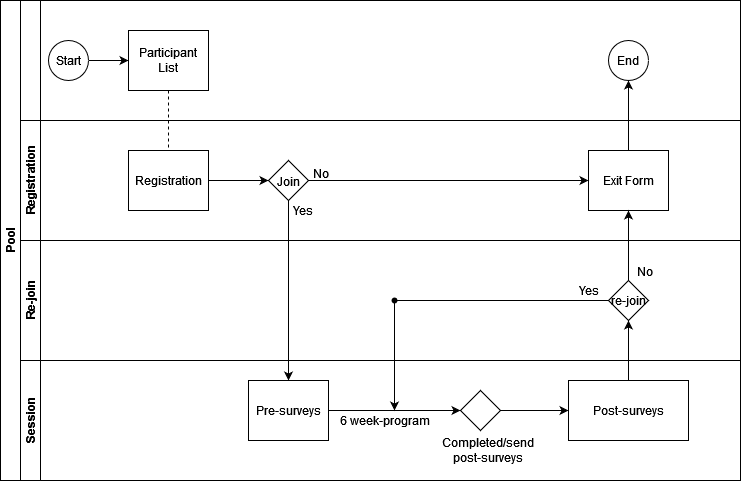 Pool
Start
Participant
List
End
Registration
Registration
Join
No
Yes
Exit Form
Re-join
Yes
No
re-join
Session
Pre-surveys
6 week-program
Completed/send
post-surveys
Post-surveys